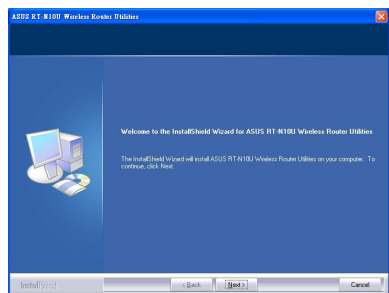 ASUS RT-N10U Wireless Router Utilities
Welcome to the InstallShield Wizard for ASUS RT-N10U Wireless Router Utilities
The InstallShield Wizard will install ASUS RT-N10U Wireless Router Utilities on your computer. To
continue, click Next.
InstallShield
< Back
Next >
Cancel